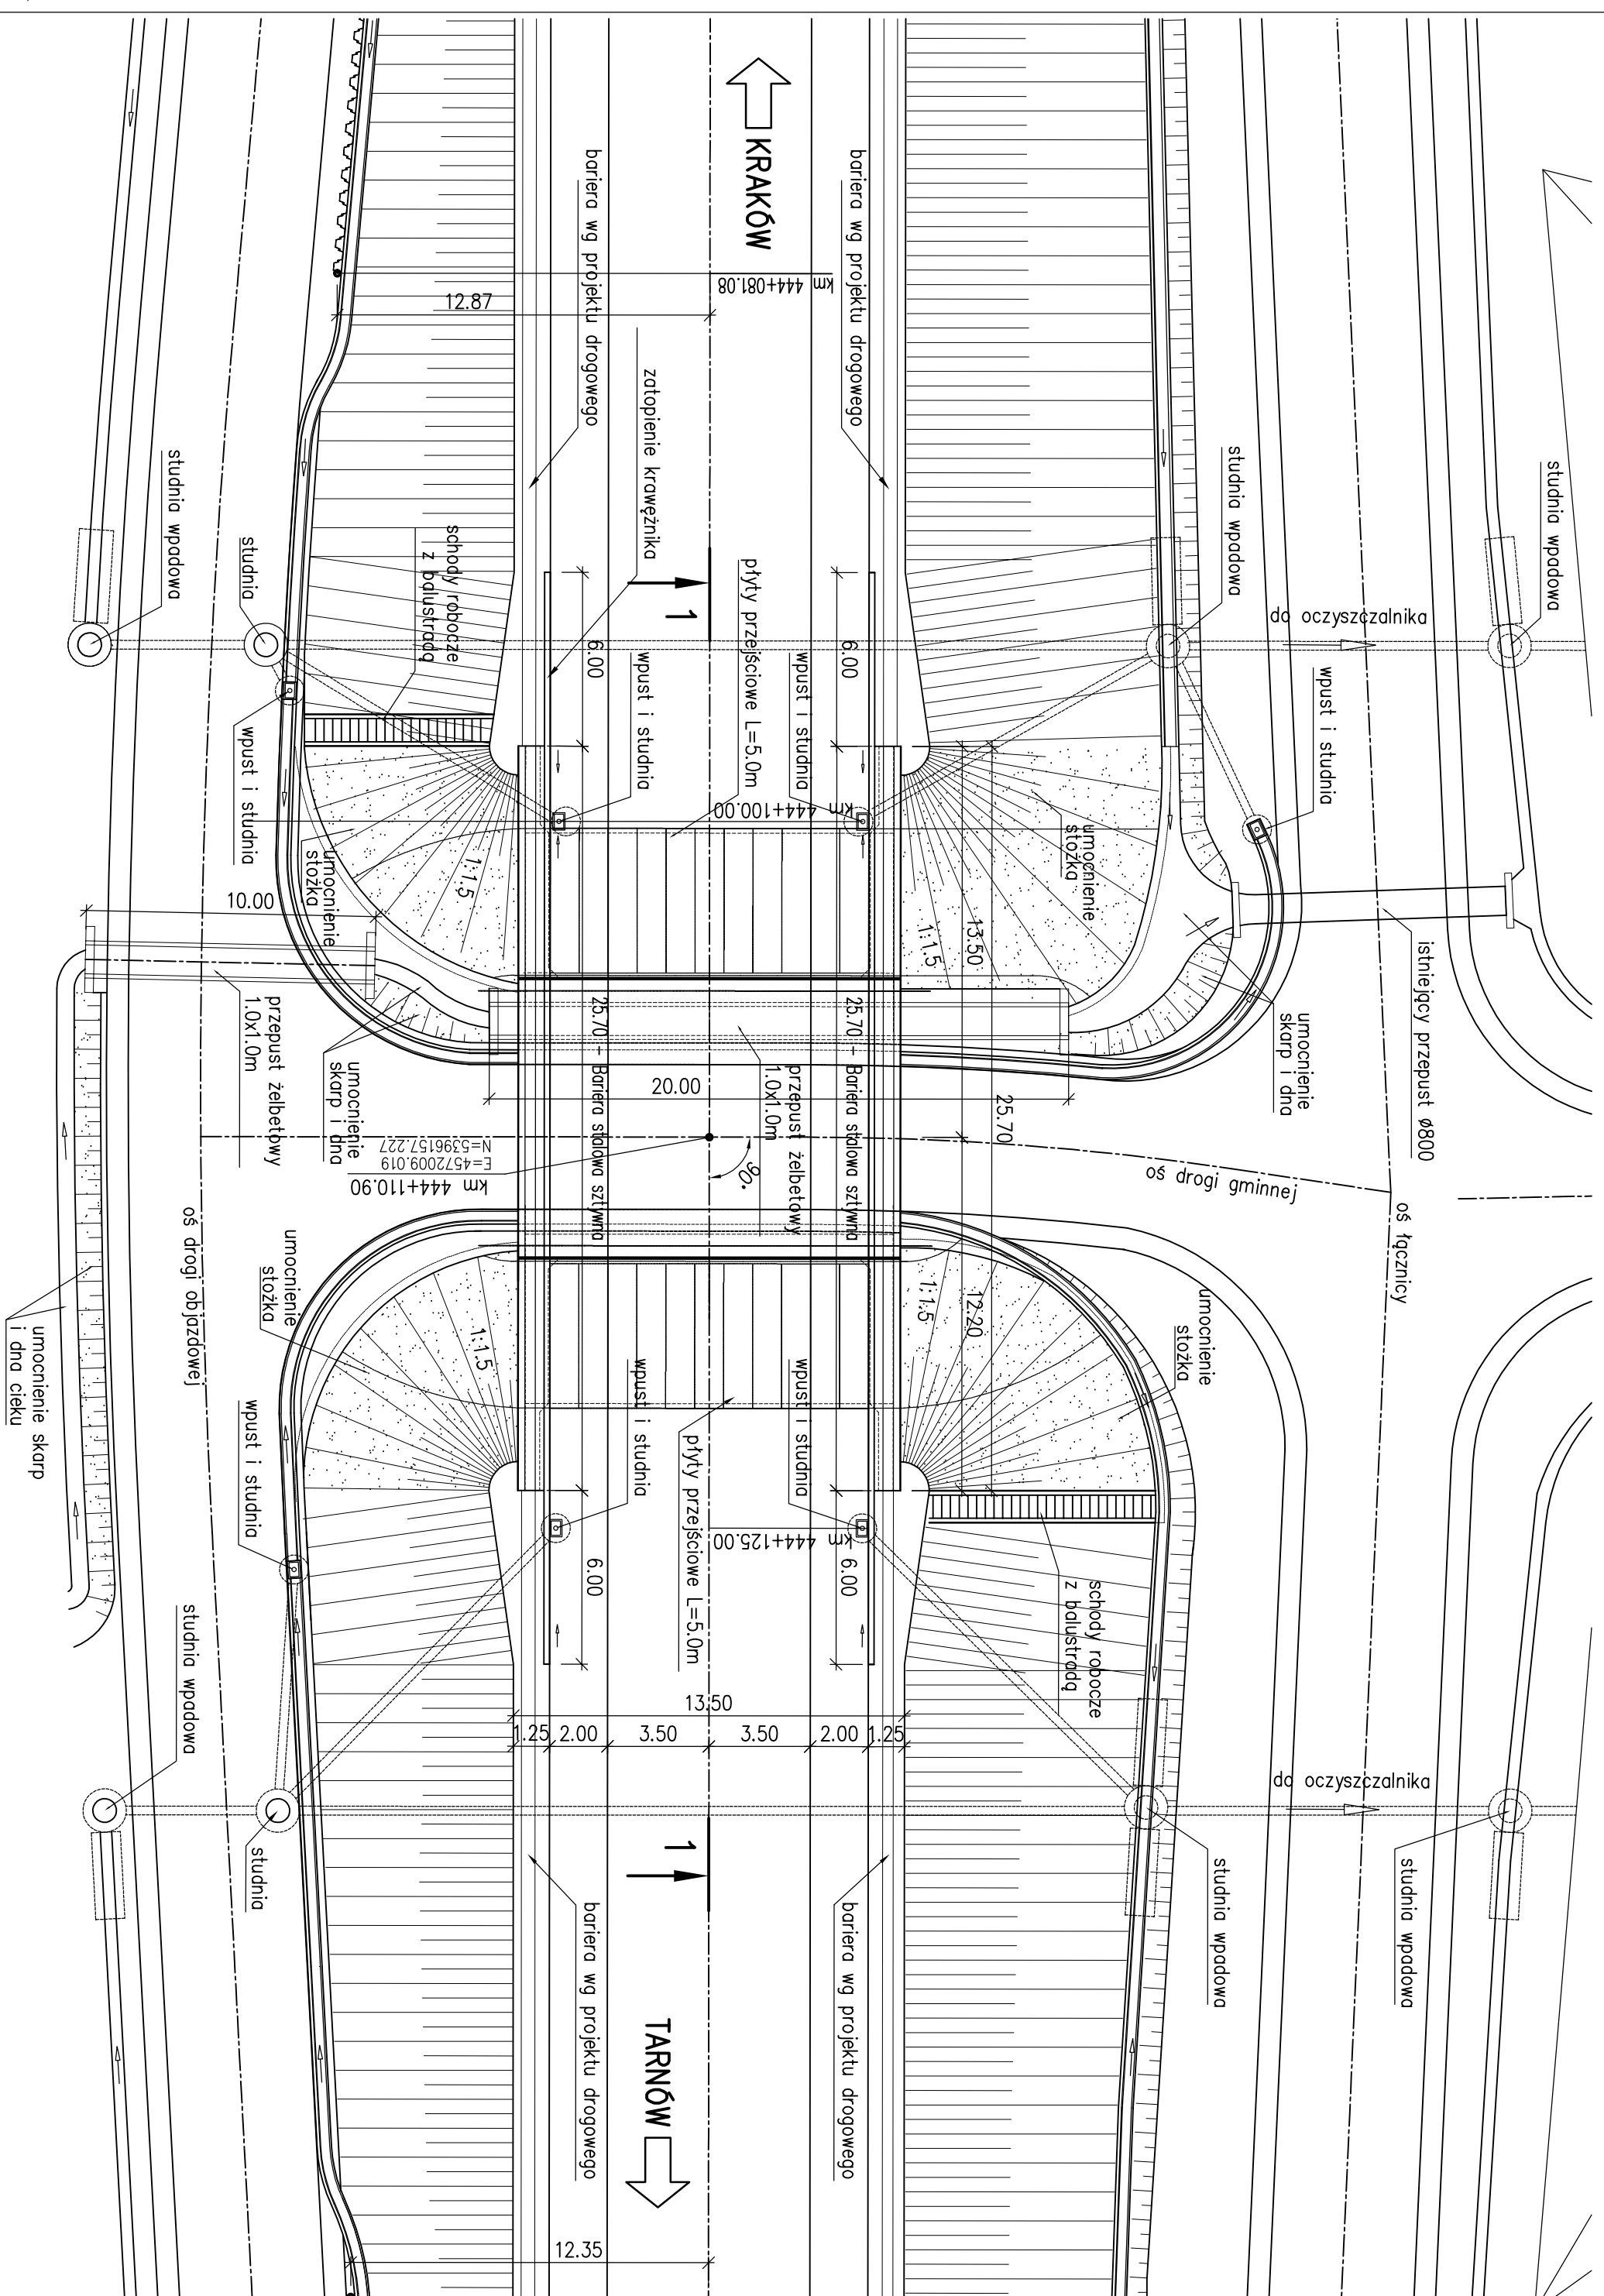 KRAKÓW
bariera wg projektu drogowego
bariera wg projektu drogowego
km 444+081.08
12.87
zatopienie krawężnika
studnia wpadowa
studnia
schody robocze
z balustradą
1
płyty przejściowe L=5.0m
6.00
6.00
wpust i studnia
wpust i studnia
studnia wpadowa
studnia wpadowa
do oczyszczalnika
wpust i studnia
wpust i studnia
km 444+100.00
umocnienie
stożka
umocnienie
stożka
1:1.5
1:1.5
13.50
10.00
istniejący przepust Ø800
umocnienie
skarp i dna
przepust żelbetowy
1.0x1.0m
umocnienie
skarp i dna
25.70 - Bariera stalowa sztywna
25.70 - Bariera stalowa sztywna
20.00
przepust żelbetowy
1.0x1.0m
25.70
90°
km 444+110.90
E=4572009.019
N=5396157.227
oś drogi gminnej
oś łącznicy
oś drogi objazdowej
umocnienie
stożka
umocnienie
stożka
1:1.5
1:1.5
12.20
umocnienie skarp
i dna cieku
wpust i studnia
wpust i studnia
wpust i studnia
płyty przejściowe L=5.0m
km 444+125.00
6.00
6.00
schody robocze
z balustradą
studnia wpadowa
13.50
1.25
2.00
3.50
3.50
2.00
1.25
do oczyszczalnika
studnia
1
studnia wpadowa
studnia wpadowa
bariera wg projektu drogowego
bariera wg projektu drogowego
TARNÓW
12.35